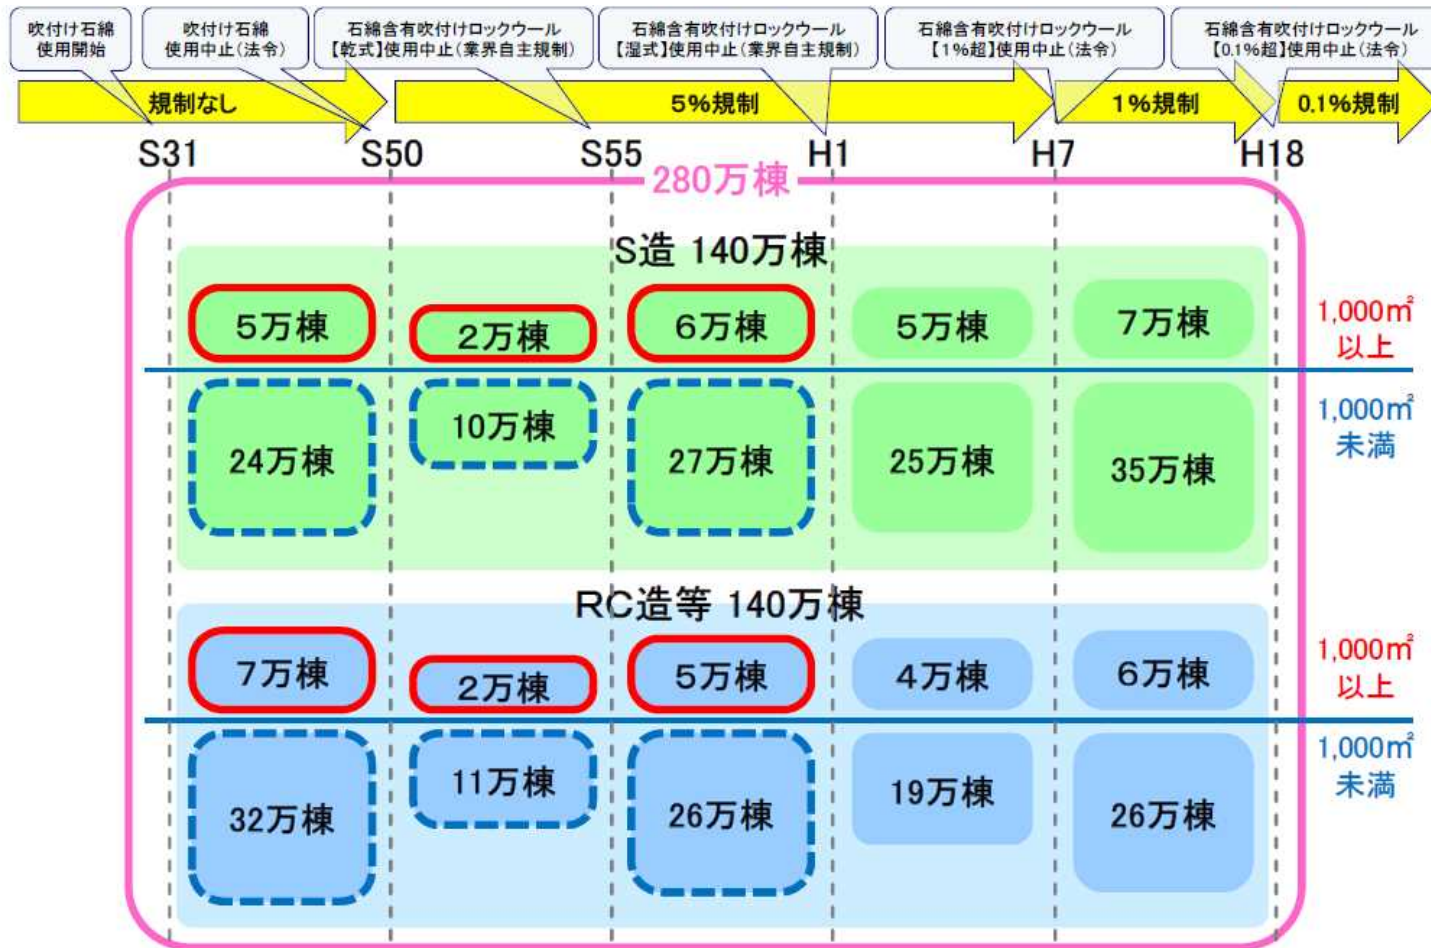 吹付け石綿
使用開始
吹付け石綿
使用中止(法令)
石綿含有吹付けロックウール
【乾式】使用中止(業界自主規制)
石綿含有吹付けロックウール
【湿式】使用中止(業界自主規制)
石綿含有吹付けロックウール
【1%超】使用中止(法令)
石綿含有吹付けロックウール
【0.1%超】使用中止(法令)
規制なし
5%規制
1%規制
0.1%規制
S31
S50
S55
H1
H7
H18
280万棟
S造 140万棟
5万棟
2万棟
6万棟
5万棟
7万棟
1,000㎡
以上
24万棟
10万棟
27万棟
25万棟
35万棟
1,000㎡
未満
RC造等 140万棟
7万棟
2万棟
5万棟
4万棟
6万棟
1,000㎡
以上
32万棟
11万棟
26万棟
19万棟
26万棟
1,000㎡
未満